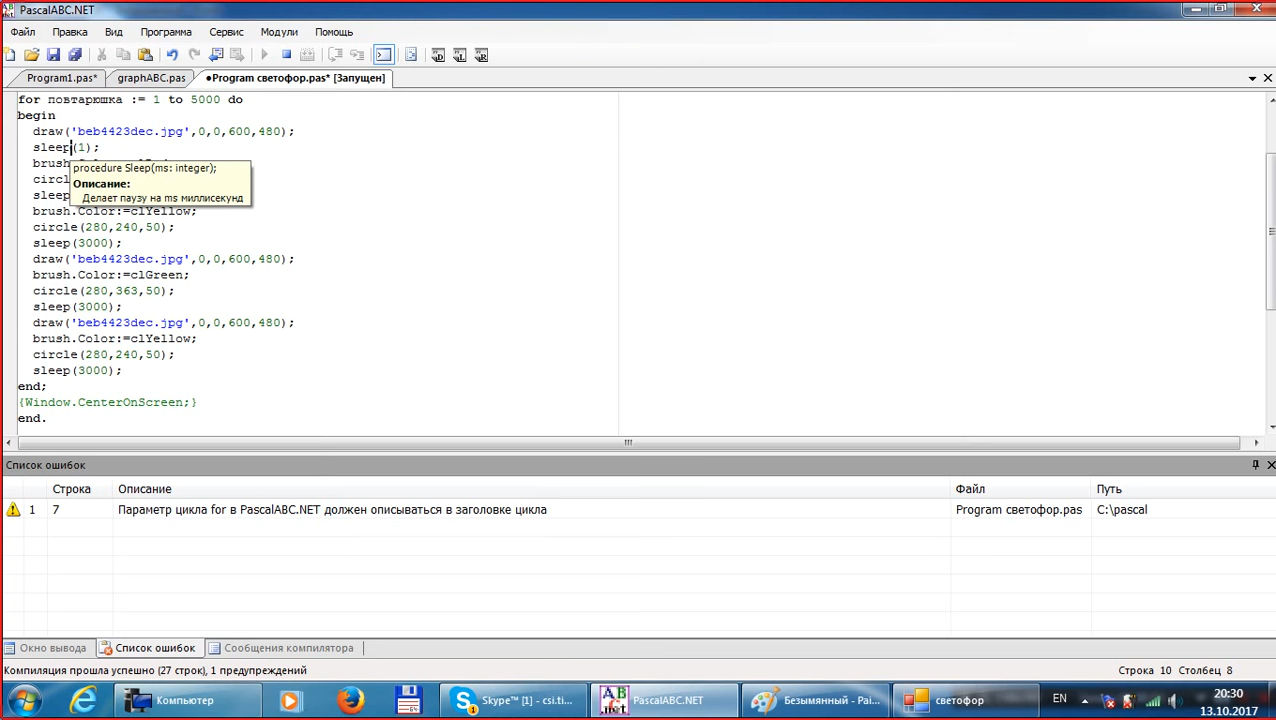 PascalABC.NET
Файл Правка Вид Программа Сервис Модули Помощь
Program1.pas* graphABC.pas •Program светофор.pas* [Запущен]
for повтарюшка := 1 to 5000 do
begin
draw('beb4423dec.jpg',0,0,600,480);
sleep(1);
brush
procedure Sleep(ms: integer);
circ
Описание:
sleep
Делает паузу на ms миллисекунд
brush.Color:=clYellow;
circle(280,240,50);
sleep(3000);
draw('beb4423dec.jpg',0,0,600,480);
brush.Color:=clGreen;
circle(280,363,50);
sleep(3000);
draw('beb4423dec.jpg',0,0,600,480);
brush.Color:=clYellow;
circle(280,240,50);
sleep(3000);
end;
{Window.CenterOnScreen;}
end.
Список ошибок
Строка Описание Файл Путь
1 7 Параметр цикла for в PascalABC.NET должен описываться в заголовке цикла Program светофор.pas C:\pascal
Окно вывода Список ошибок Сообщения компилятора
Компиляция прошла успешно (27 строк), 1 предупреждений Строка 10 Столбец 8
Компьютер Skype™ [1] - csi.ti... PascalABC.NET Безымянный - Pai... светофор EN 20:30
13.10.2017